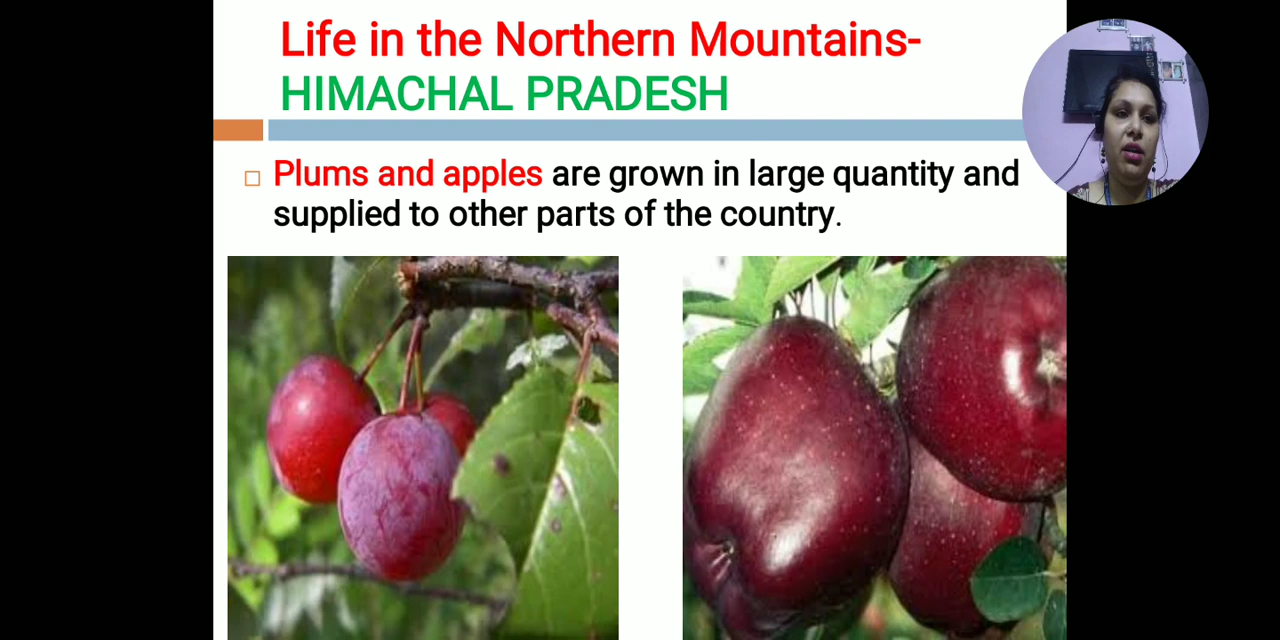 Life in the Northern Mountains-
HIMACHAL PRADESH
Plums and apples are grown in large quantity and
supplied to other parts of the country.